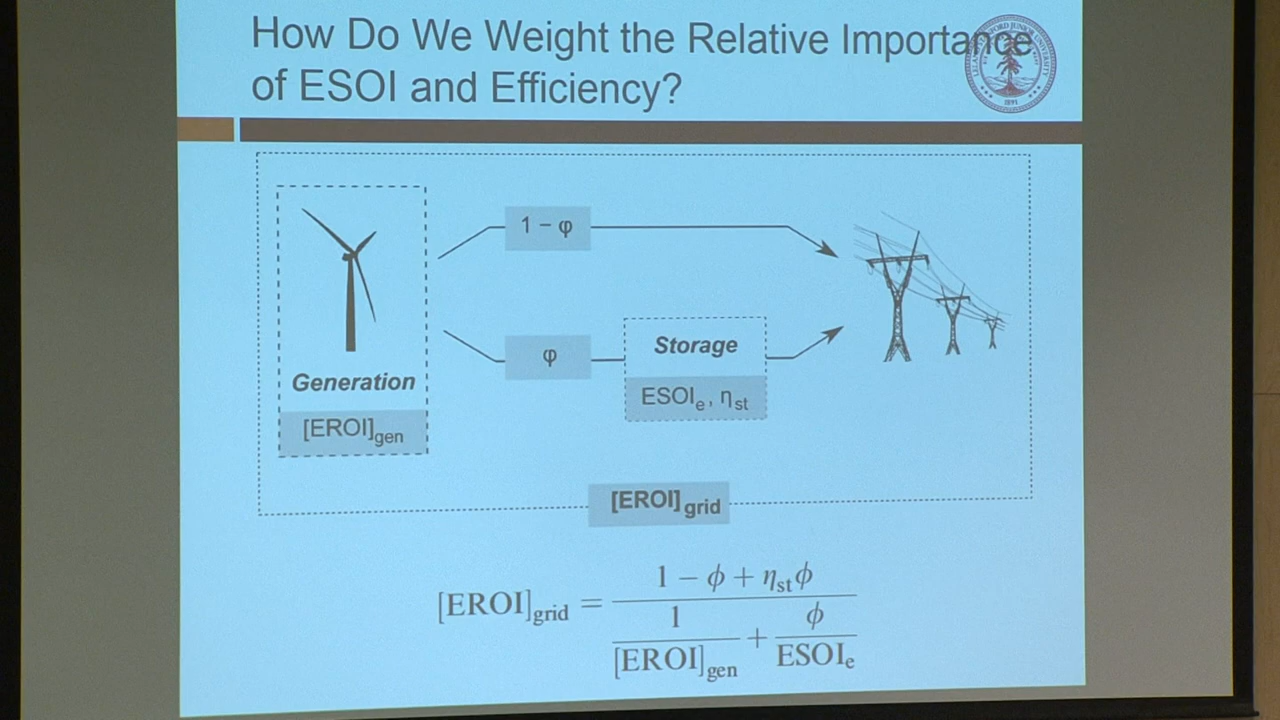 How Do We Weight the Relative Importance
of ESOI and Efficiency?
1 – φ
φ
Storage
ESOIe, ηst
Generation
[EROI]gen
[EROI]grid
[EROI]grid = (1 − ϕ + ηstϕ) / (1/[EROI]gen + ϕ/ESOIe)
1891